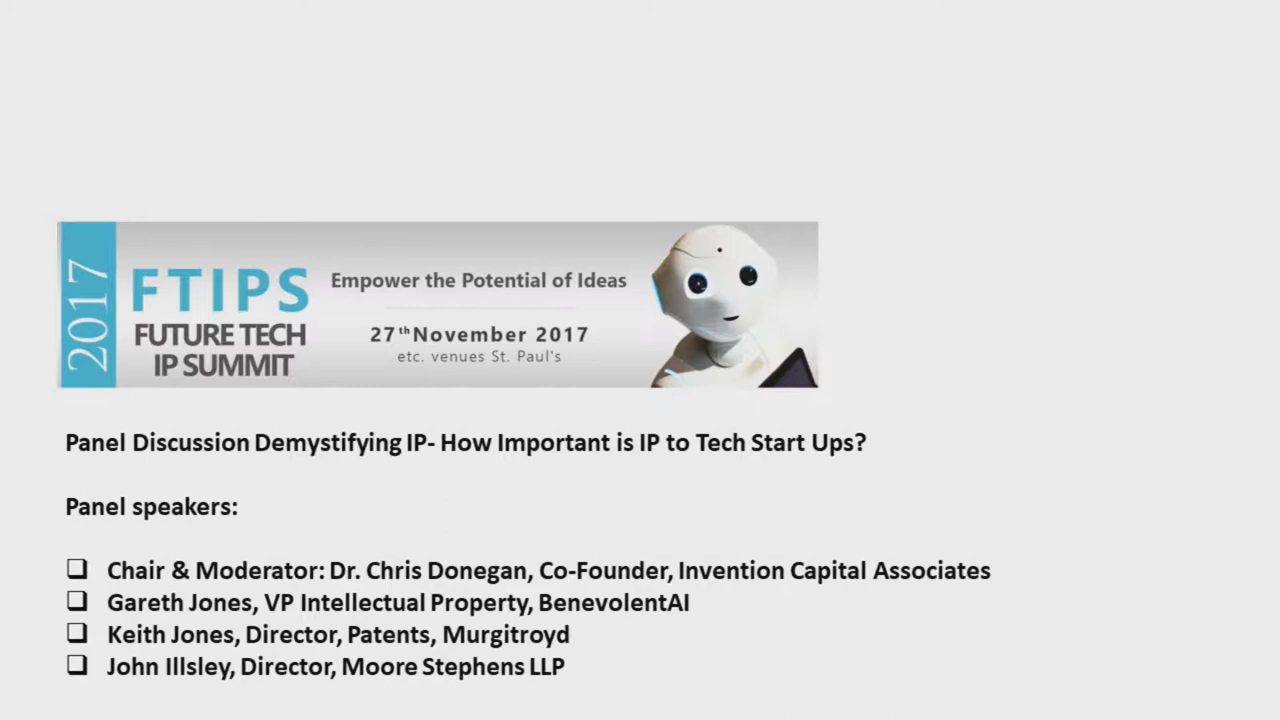 2017
FTIPS
FUTURE TECH
IP SUMMIT
Empower the Potential of Ideas
27th November 2017
etc. venues St. Paul's
Panel Discussion Demystifying IP- How Important is IP to Tech Start Ups?
Panel speakers:
❑ Chair & Moderator: Dr. Chris Donegan, Co-Founder, Invention Capital Associates
❑ Gareth Jones, VP Intellectual Property, BenevolentAI
❑ Keith Jones, Director, Patents, Murgitroyd
❑ John Illsley, Director, Moore Stephens LLP